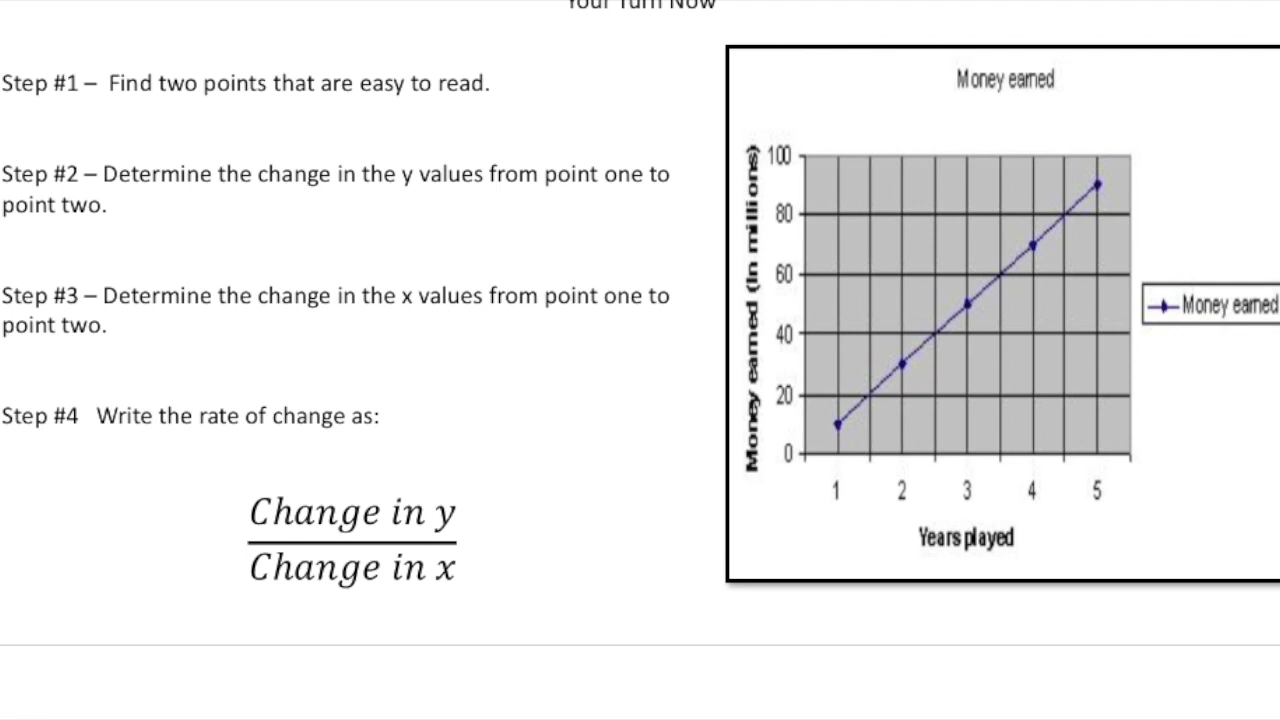 Your Turn Now
Step #1 – Find two points that are easy to read.
Step #2 – Determine the change in the y values from point one to
point two.
Step #3 – Determine the change in the x values from point one to
point two.
Step #4 Write the rate of change as:
Change in y
Change in x
Money earned
Money earned (In millions)
100
80
60
40
20
0
1 2 3 4 5
Years played
Money earned